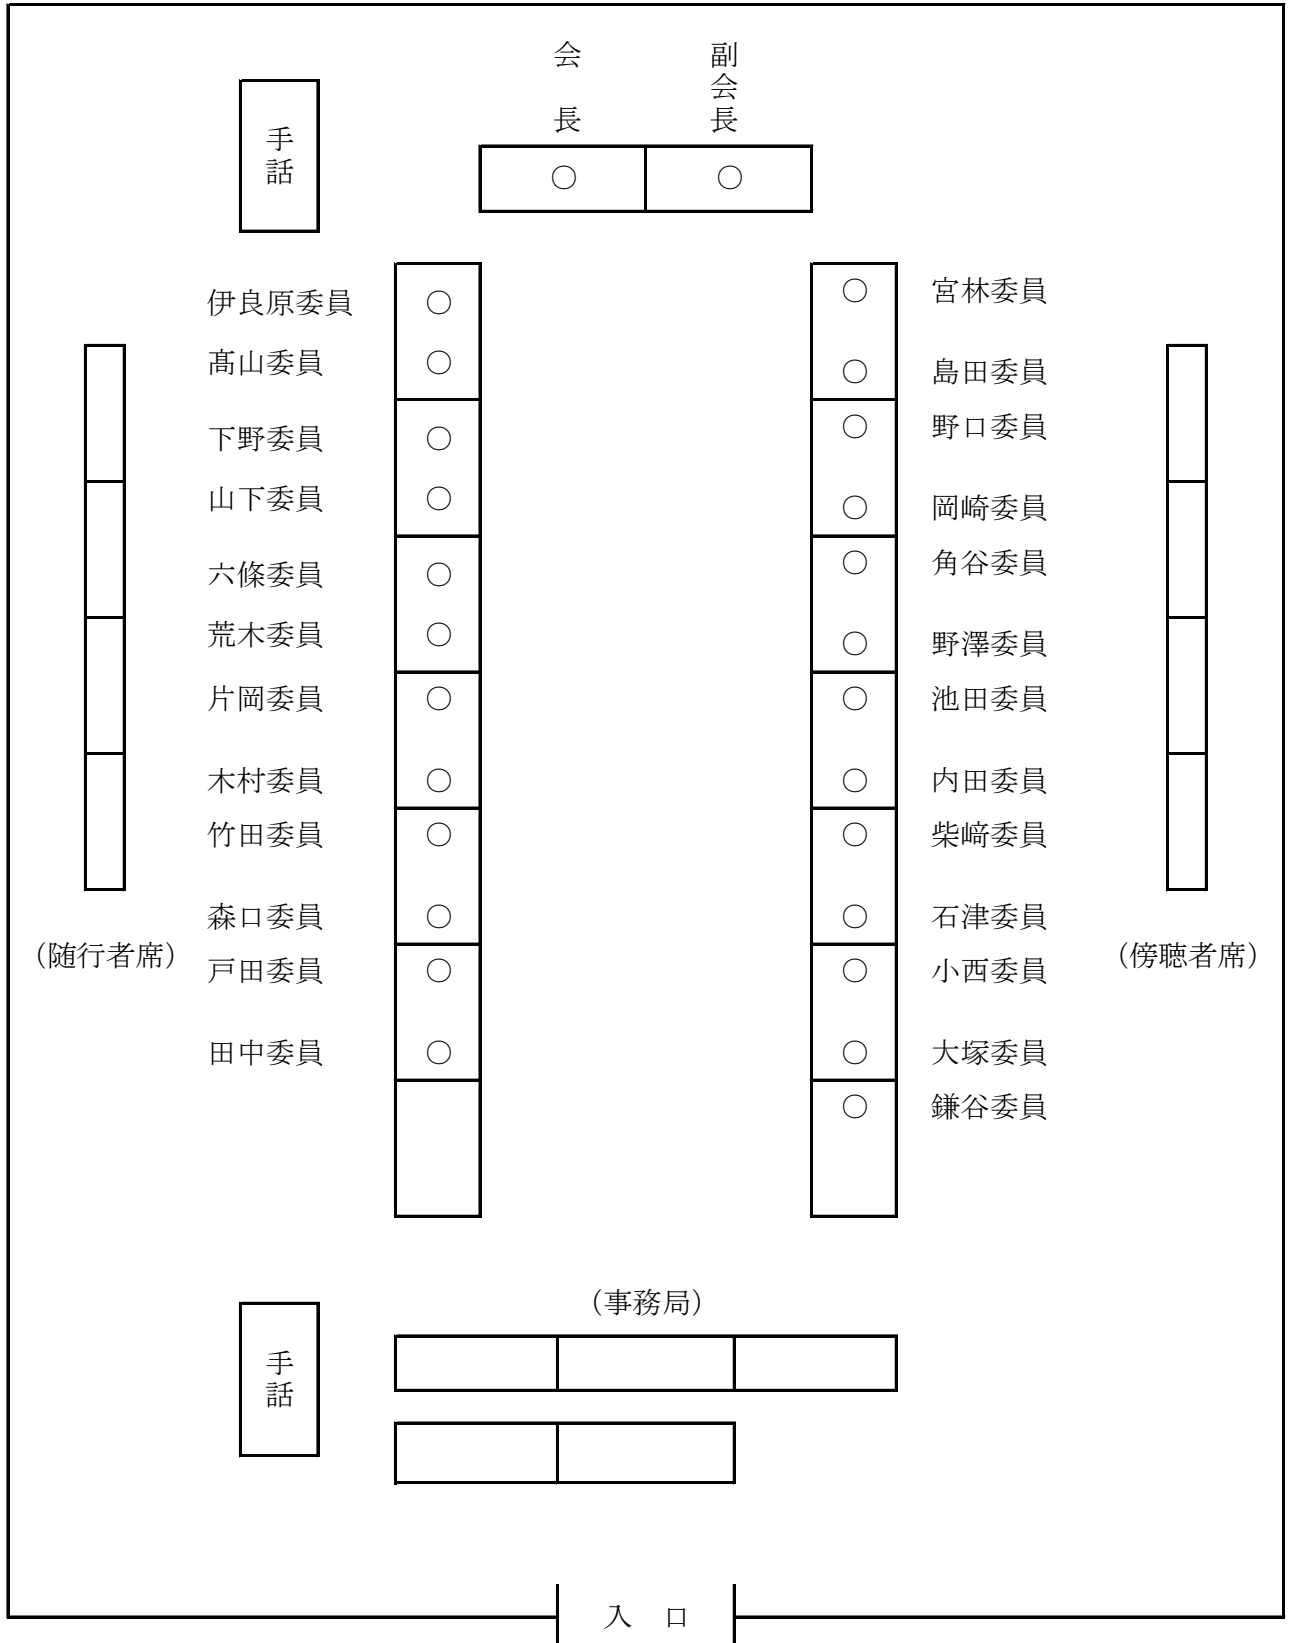 会長
副会長
手話
○ ○
伊良原委員 ○
○ 宮林委員
髙山委員 ○
○ 島田委員
下野委員 ○
○ 野口委員
山下委員 ○
○ 岡崎委員
六條委員 ○
○ 角谷委員
荒木委員 ○
○ 野澤委員
片岡委員 ○
○ 池田委員
木村委員 ○
○ 内田委員
竹田委員 ○
○ 柴﨑委員
森口委員 ○
○ 石津委員
(随行者席)
(傍聴者席)
戸田委員 ○
○ 小西委員
田中委員 ○
○ 大塚委員
○ 鎌谷委員
(事務局)
手話
入 口